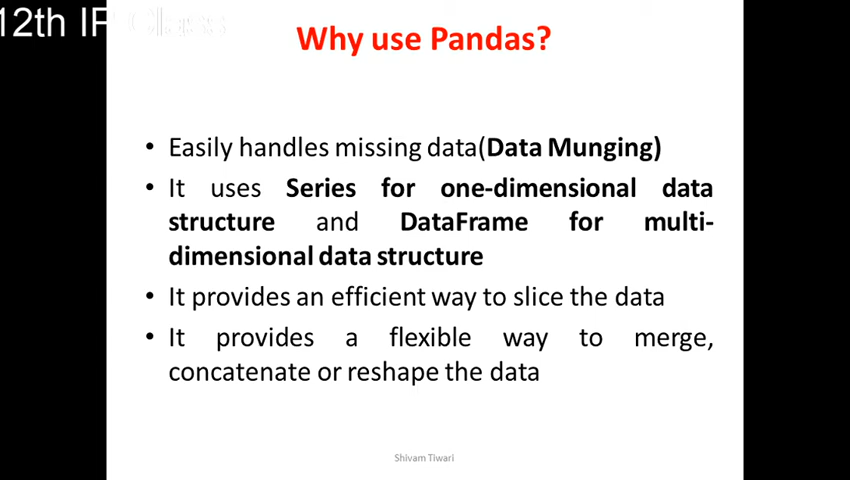 12th IP Class
Why use Pandas?
• Easily handles missing data(Data Munging)
• It uses Series for one-dimensional data
structure and DataFrame for multi-
dimensional data structure
• It provides an efficient way to slice the data
• It provides a flexible way to merge,
concatenate or reshape the data
Shivam Tiwari